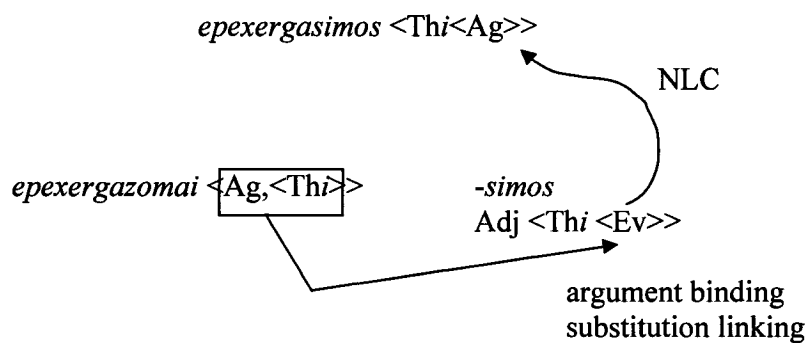 epexergasimos <Thi<Ag>>
NLC
epexergazomai <Ag,<Thi>>
-simos
Adj <Thi <Ev>>
argument binding
substitution linking